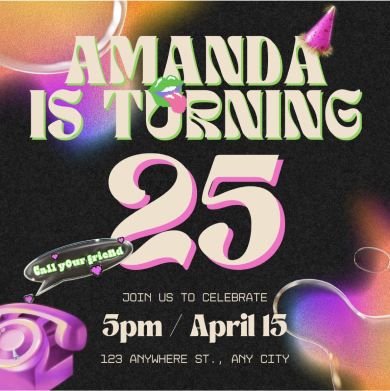 AMANDA
IS TURNING
25
Call your friend
JOIN US TO CELEBRATE
5pm / April 15
123 ANYWHERE ST., ANY CITY